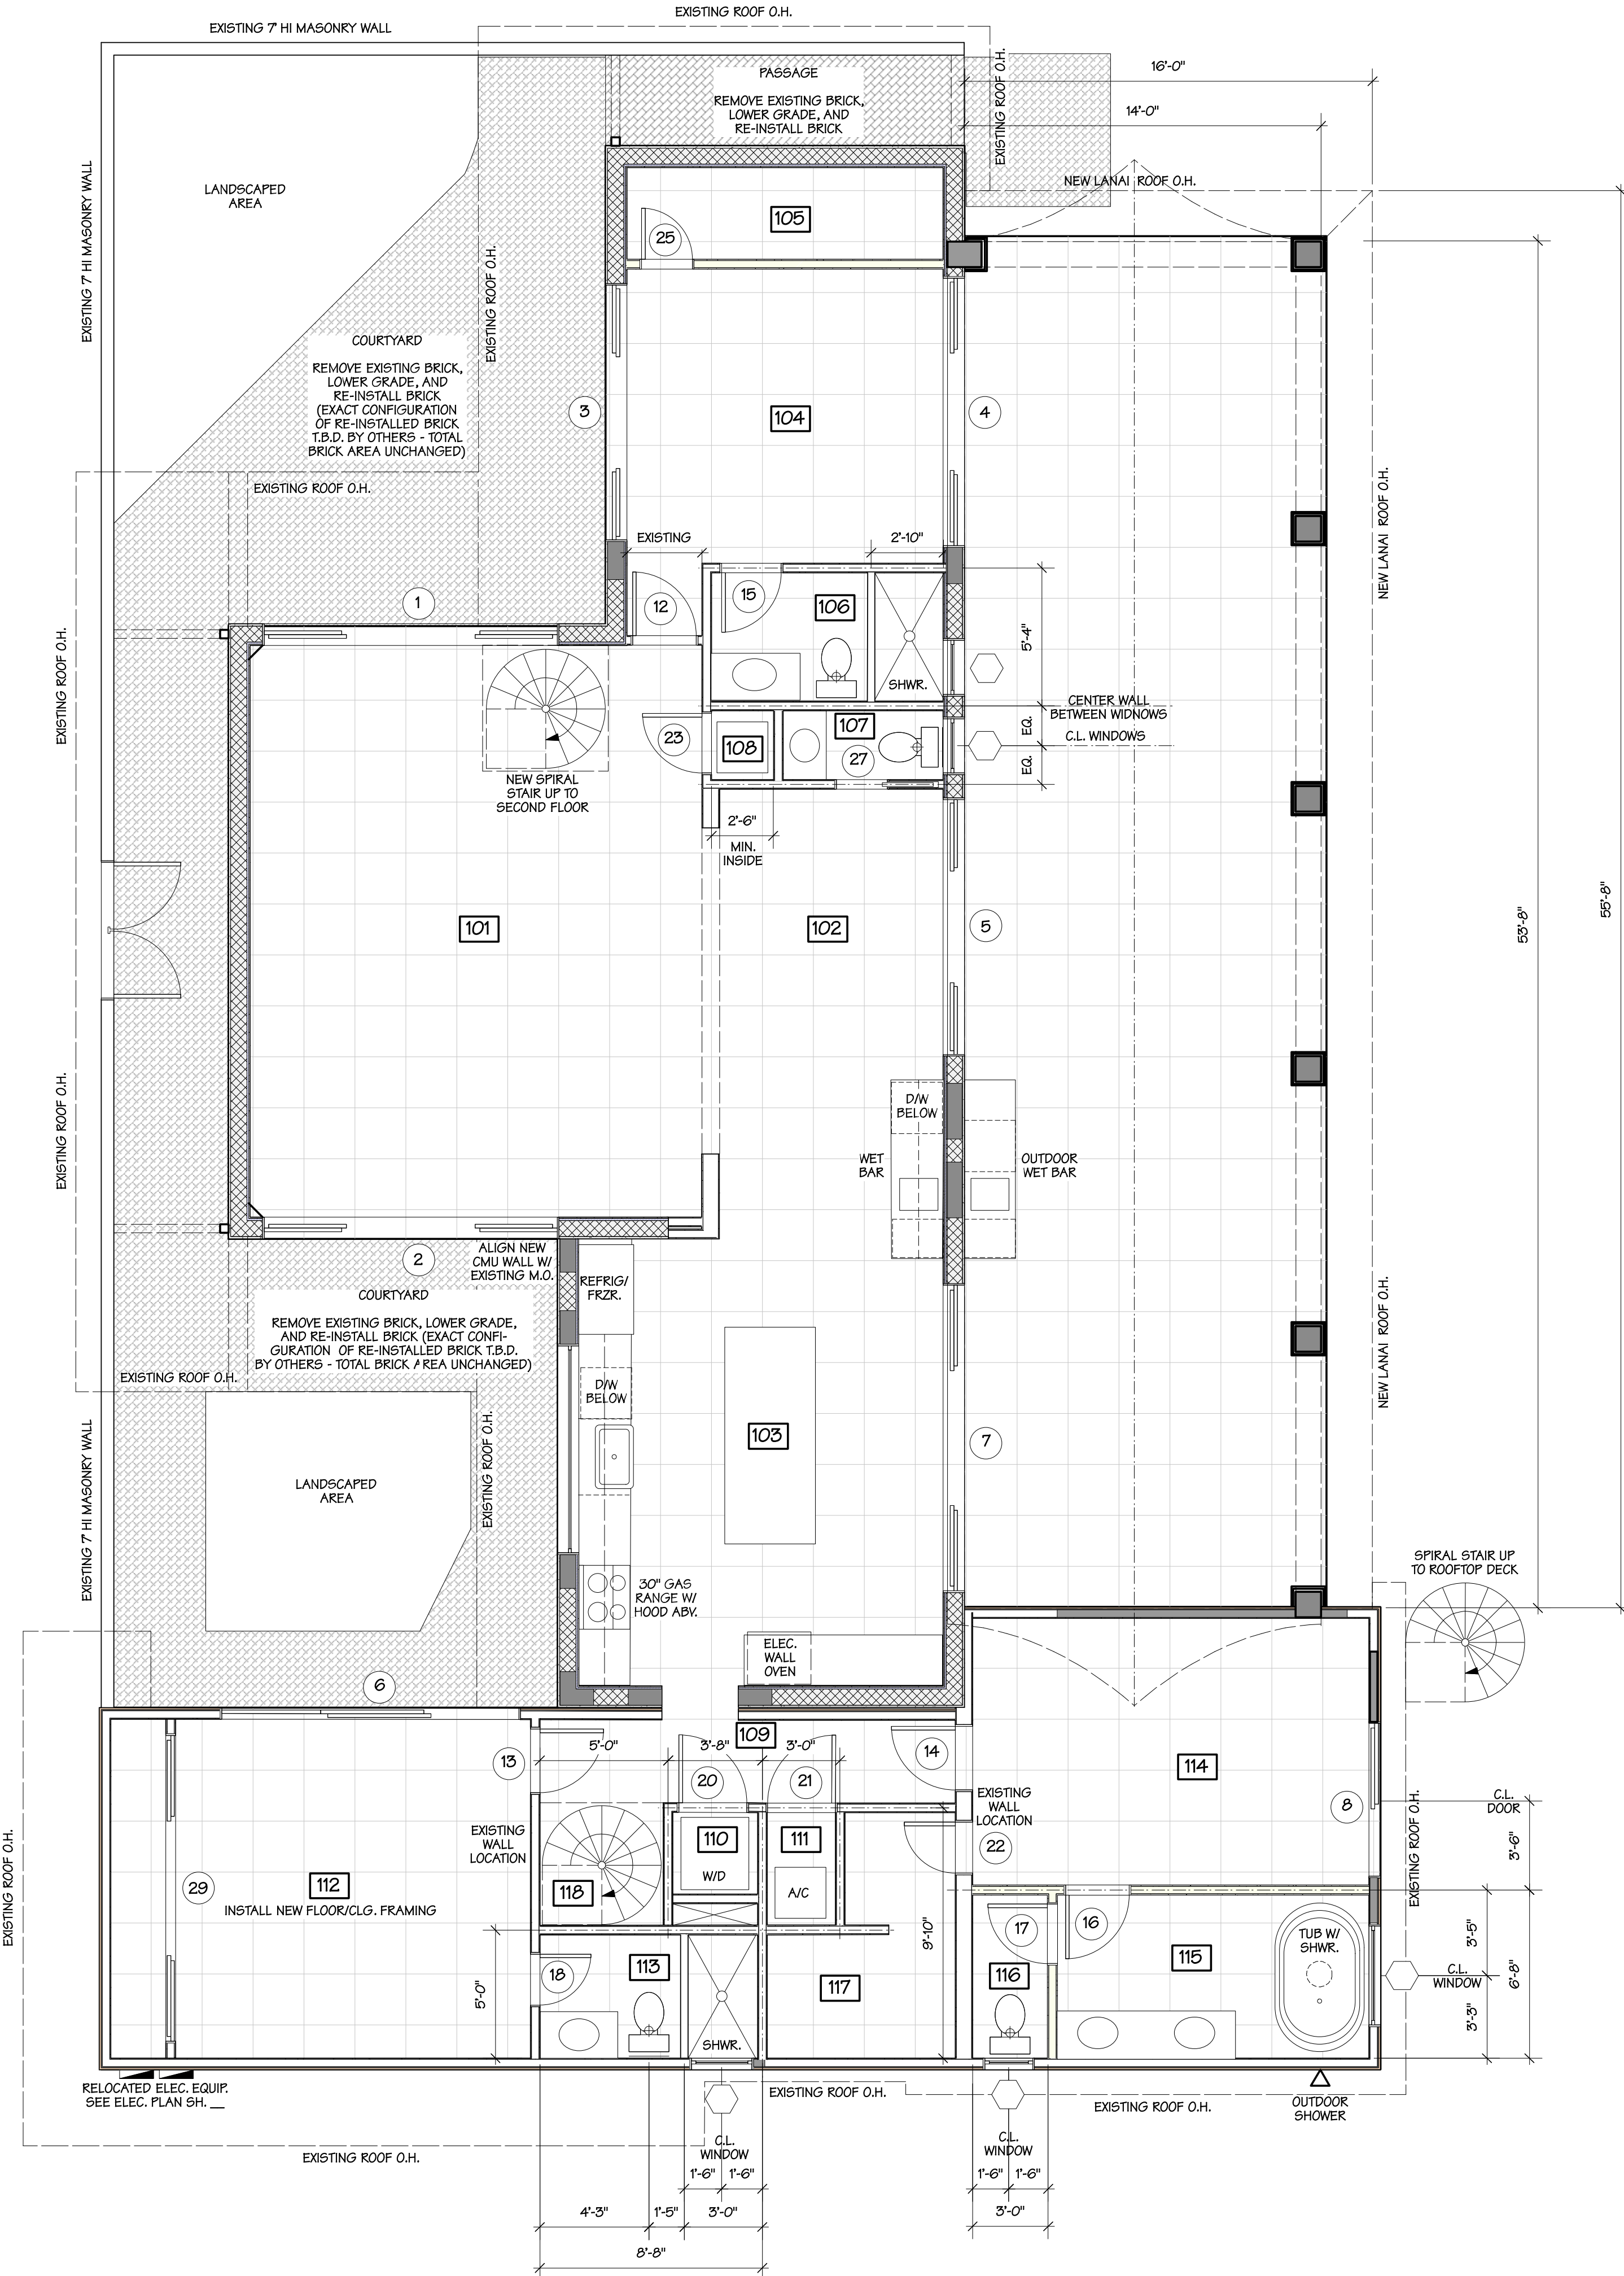 EXISTING ROOF O.H.
EXISTING 7' HI MASONRY WALL
PASSAGE
REMOVE EXISTING BRICK,
LOWER GRADE, AND
RE-INSTALL BRICK
EXISTING ROOF O.H.
16'-0"
14'-0"
NEW LANAI ROOF O.H.
EXISTING 7' HI MASONRY WALL
LANDSCAPED
AREA
105
25
EXISTING ROOF O.H.
COURTYARD
REMOVE EXISTING BRICK,
LOWER GRADE, AND
RE-INSTALL BRICK
(EXACT CONFIGURATION
OF RE-INSTALLED BRICK
T.B.D. BY OTHERS - TOTAL
BRICK AREA UNCHANGED)
3
104
4
EXISTING ROOF O.H.
NEW LANAI ROOF O.H.
EXISTING
2'-10"
1
12
15
106
SHWR.
5'-4"
EXISTING ROOF O.H.
CENTER WALL
BETWEEN WIDNOWS
EQ.
C.L. WINDOWS
EQ.
23
108
107
27
NEW SPIRAL
STAIR UP TO
SECOND FLOOR
2'-6"
MIN.
INSIDE
101
102
5
53'-8"
55'-8"
EXISTING ROOF O.H.
D/W
BELOW
WET
BAR
OUTDOOR
WET BAR
2
ALIGN NEW
CMU WALL W/
EXISTING M.O.
COURTYARD
REMOVE EXISTING BRICK, LOWER GRADE,
AND RE-INSTALL BRICK (EXACT CONFI-
GURATION OF RE-INSTALLED BRICK T.B.D.
BY OTHERS - TOTAL BRICK AREA UNCHANGED)
EXISTING ROOF O.H.
REFRIG/
FRZR.
D/W
BELOW
NEW LANAI ROOF O.H.
EXISTING 7' HI MASONRY WALL
EXISTING ROOF O.H.
103
7
LANDSCAPED
AREA
30" GAS
RANGE W/
HOOD ABV.
ELEC.
WALL
OVEN
SPIRAL STAIR UP
TO ROOFTOP DECK
6
109
13
5'-0"
3'-8"
3'-0"
14
20
21
114
EXISTING
WALL
LOCATION
8
C.L.
DOOR
EXISTING ROOF O.H.
3'-6"
EXISTING
WALL
LOCATION
110
W/D
111
A/C
22
EXISTING ROOF O.H.
29
112
INSTALL NEW FLOOR/CLG. FRAMING
118
9'-10"
17
16
TUB W/
SHWR.
3'-5"
5'-0"
18
113
SHWR.
117
116
115
C.L.
WINDOW
6'-8"
3'-3"
RELOCATED ELEC. EQUIP.
SEE ELEC. PLAN SH. __
EXISTING ROOF O.H.
EXISTING ROOF O.H.
OUTDOOR
SHOWER
EXISTING ROOF O.H.
C.L.
WINDOW
C.L.
WINDOW
1'-6"
1'-6"
1'-6"
1'-6"
4'-3"
1'-5"
3'-0"
3'-0"
8'-8"